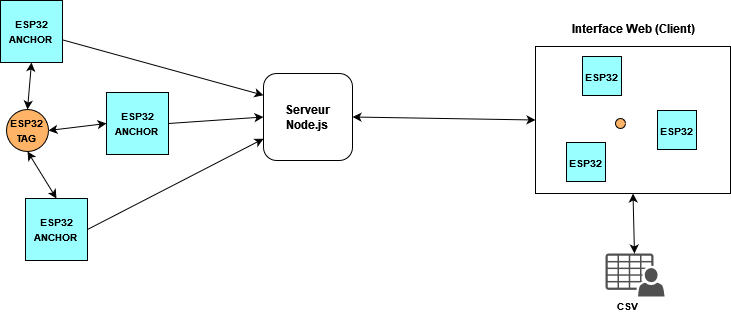 ESP32
ANCHOR
ESP32
TAG
ESP32
ANCHOR
ESP32
ANCHOR
Serveur
Node.js
Interface Web (Client)
ESP32
ESP32
ESP32
CSV